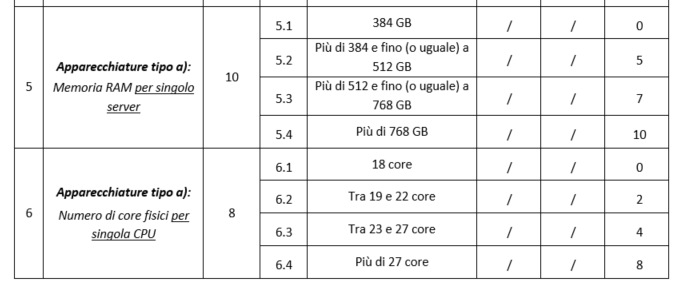 5
Apparecchiature tipo a):
Memoria RAM per singolo
server
10
5.1
384 GB
/
/
0
5.2
Più di 384 e fino (o uguale) a
512 GB
/
/
5
5.3
Più di 512 e fino (o uguale) a
768 GB
/
/
7
5.4
Più di 768 GB
/
/
10
6
Apparecchiature tipo a):
Numero di core fisici per
singola CPU
8
6.1
18 core
/
/
0
6.2
Tra 19 e 22 core
/
/
2
6.3
Tra 23 e 27 core
/
/
4
6.4
Più di 27 core
/
/
8